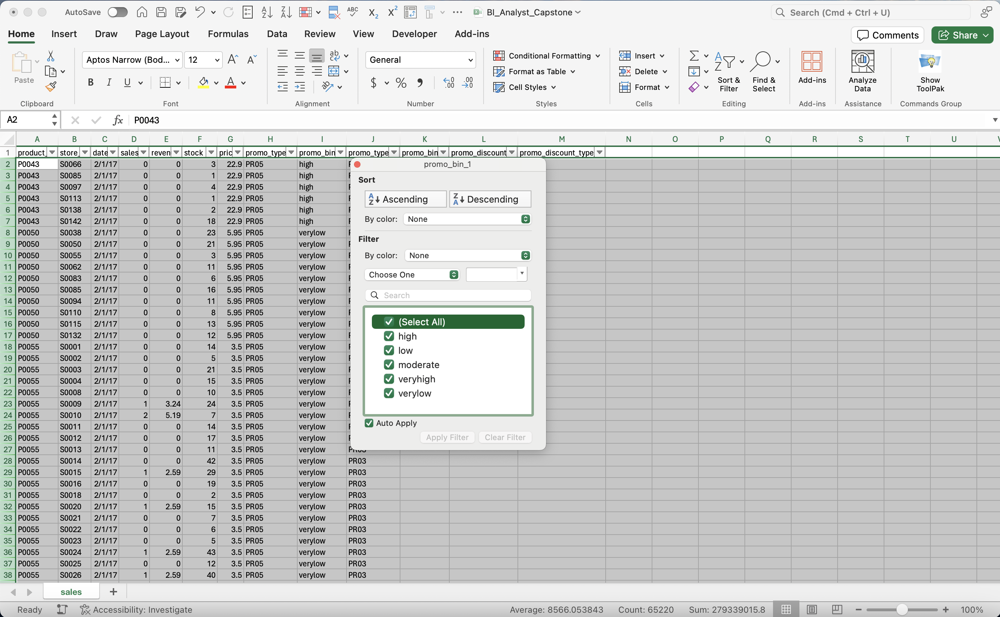 AutoSave
ABC
BI_Analyst_Capstone
Search (Cmd + Ctrl + U)
Home Insert Draw Page Layout Formulas Data Review View Developer Add-ins
Comments Share
Paste
Aptos Narrow (Bod... 12
B I U
General
$ % 9
Conditional Formatting
Format as Table
Cell Styles
Insert
Delete
Format
Sort & Filter
Find & Select
Add-ins
Analyze Data
Show ToolPak
Clipboard Font Alignment Number Styles Cells Editing Add-ins Assistance Commands Group
A2 fx P0043
A B C D E F G H I J K L M N O P Q R S T U
1 product_ store_ date sales reven stock pric promo_type promo_bin promo_type promo_bin promo_discount promo_discount_type
2 P0043 S0066 2/1/17 0 0 3 22.9 PR05 high
3 P0043 S0085 2/1/17 0 0 1 22.9 PR05 high
4 P0043 S0097 2/1/17 0 0 4 22.9 PR05 high
5 P0043 S0113 2/1/17 0 0 1 22.9 PR05 high
6 P0043 S0138 2/1/17 0 0 2 22.9 PR05 high
7 P0043 S0142 2/1/17 0 0 18 22.9 PR05 high
8 P0050 S0038 2/1/17 0 0 23 5.95 PR05 verylow
9 P0050 S0050 2/1/17 0 0 21 5.95 PR05 verylow
10 P0050 S0055 2/1/17 0 0 3 5.95 PR05 verylow
11 P0050 S0062 2/1/17 0 0 11 5.95 PR05 verylow
12 P0050 S0083 2/1/17 0 0 6 5.95 PR05 verylow
13 P0050 S0085 2/1/17 0 0 16 5.95 PR05 verylow
14 P0050 S0094 2/1/17 0 0 11 5.95 PR05 verylow
15 P0050 S0110 2/1/17 0 0 8 5.95 PR05 verylow
16 P0050 S0115 2/1/17 0 0 13 5.95 PR05 verylow
17 P0050 S0132 2/1/17 0 0 12 5.95 PR05 verylow
18 P0055 S0001 2/1/17 0 0 14 3.5 PR05 verylow
19 P0055 S0002 2/1/17 0 0 5 3.5 PR05 verylow
20 P0055 S0003 2/1/17 0 0 21 3.5 PR05 verylow
21 P0055 S0004 2/1/17 0 0 15 3.5 PR05 verylow
22 P0055 S0008 2/1/17 0 0 10 3.5 PR05 verylow
23 P0055 S0009 2/1/17 1 3.24 24 3.5 PR05 verylow
24 P0055 S0010 2/1/17 2 5.19 7 3.5 PR05 verylow
25 P0055 S0011 2/1/17 0 0 14 3.5 PR05 verylow
26 P0055 S0012 2/1/17 0 0 17 3.5 PR05 verylow
27 P0055 S0013 2/1/17 0 0 11 3.5 PR05 verylow
28 P0055 S0014 2/1/17 0 0 42 3.5 PR05 verylow PR03
29 P0055 S0015 2/1/17 1 2.59 29 3.5 PR05 verylow PR03
30 P0055 S0016 2/1/17 0 0 19 3.5 PR05 verylow PR03
31 P0055 S0018 2/1/17 0 0 2 3.5 PR05 verylow PR03
32 P0055 S0020 2/1/17 1 2.59 15 3.5 PR05 verylow PR03
33 P0055 S0021 2/1/17 0 0 7 3.5 PR05 verylow PR03
34 P0055 S0022 2/1/17 0 0 6 3.5 PR05 verylow PR03
35 P0055 S0023 2/1/17 0 0 5 3.5 PR05 verylow PR03
36 P0055 S0024 2/1/17 1 2.59 43 3.5 PR05 verylow PR03
37 P0055 S0025 2/1/17 0 0 12 3.5 PR05 verylow PR03
38 P0055 S0026 2/1/17 1 2.59 40 3.5 PR05 verylow PR03
promo_bin_1
Sort
Ascending Descending
By color: None
Filter
By color: None
Choose One
Search
(Select All)
high
low
moderate
veryhigh
verylow
Auto Apply
Apply Filter Clear Filter
sales +
Ready Accessibility: Investigate Average: 8566.053843 Count: 65220 Sum: 279339015.8 100%